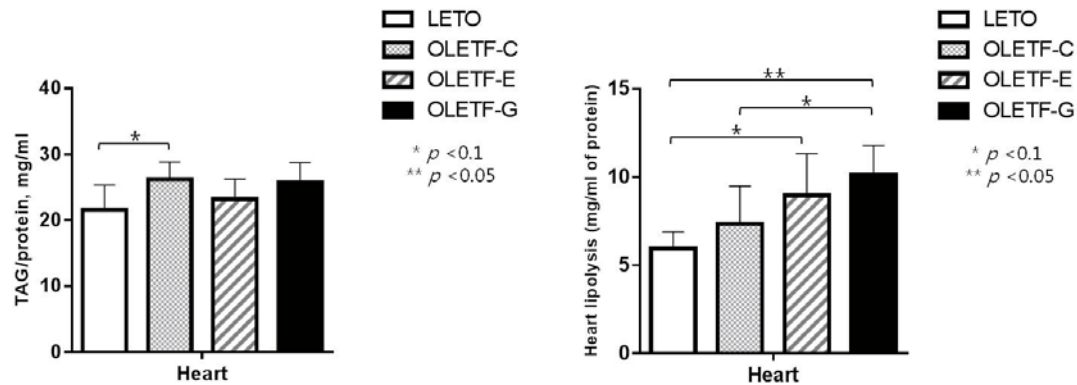 LETO
OLETF-C
OLETF-E
OLETF-G
* p <0.1
** p <0.05
TAG/protein, mg/ml
40
30
20
10
0
*
Heart
LETO
OLETF-C
OLETF-E
OLETF-G
* p <0.1
** p <0.05
Heart lipolysis (mg/ml of protein)
15
10
5
0
**
*
*
Heart